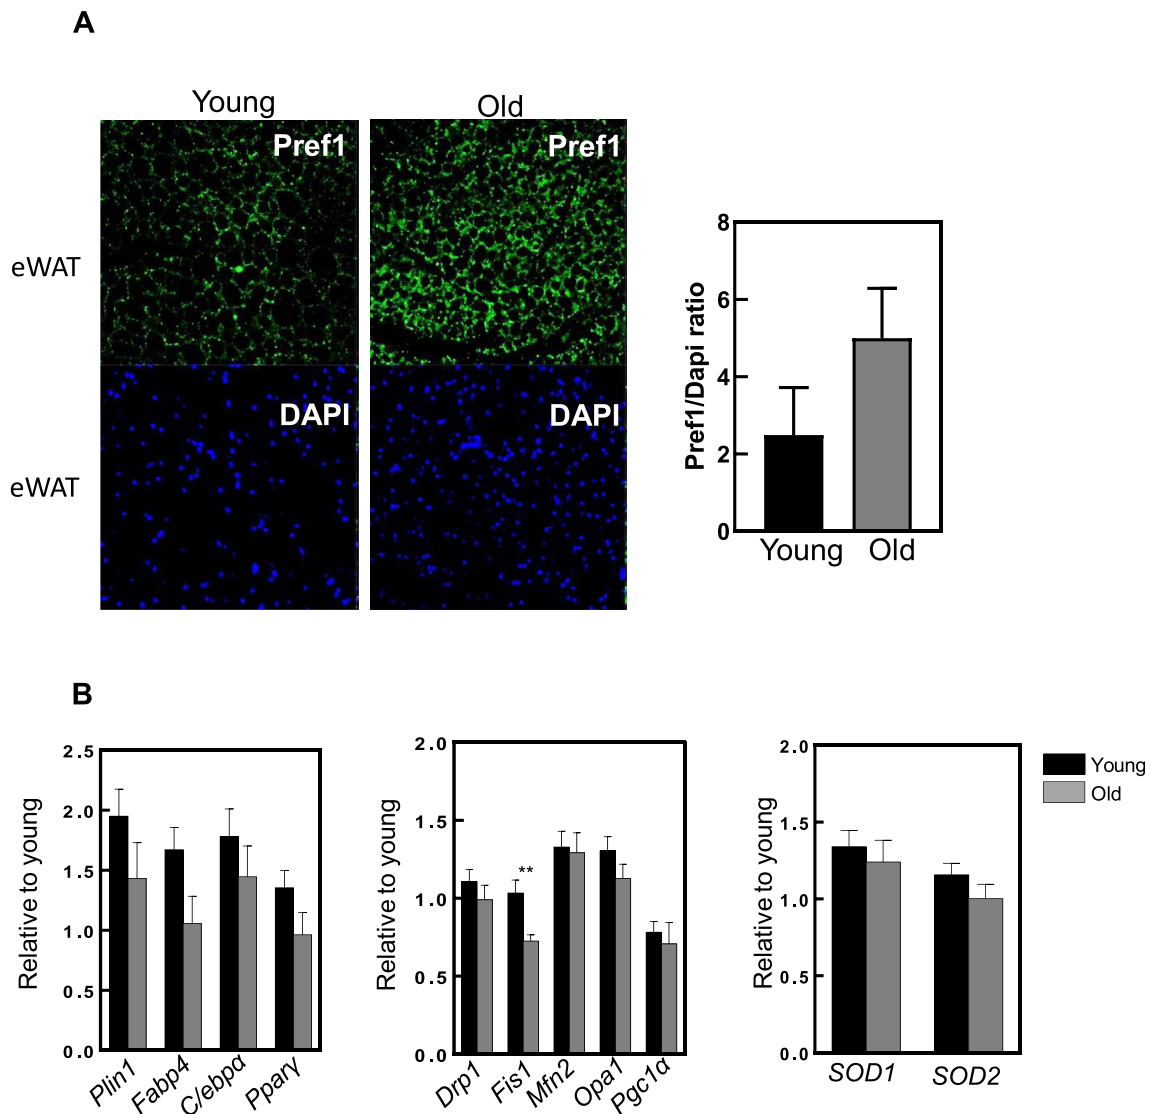 A
Young
Old
Pref1
Pref1
eWAT
DAPI
DAPI
eWAT
Pref1/Dapi ratio
8
6
4
2
0
Young
Old
B
Relative to young
2.5
2.0
1.5
1.0
0.5
0.0
Plin1
Fabp4
C/ebpα
Pparγ
Relative to young
2.0
1.5
1.0
0.5
0.0
**
Drp1
Fis1
Mfn2
Opa1
Pgc1α
Relative to young
2.0
1.5
1.0
0.5
0.0
SOD1
SOD2
Young
Old